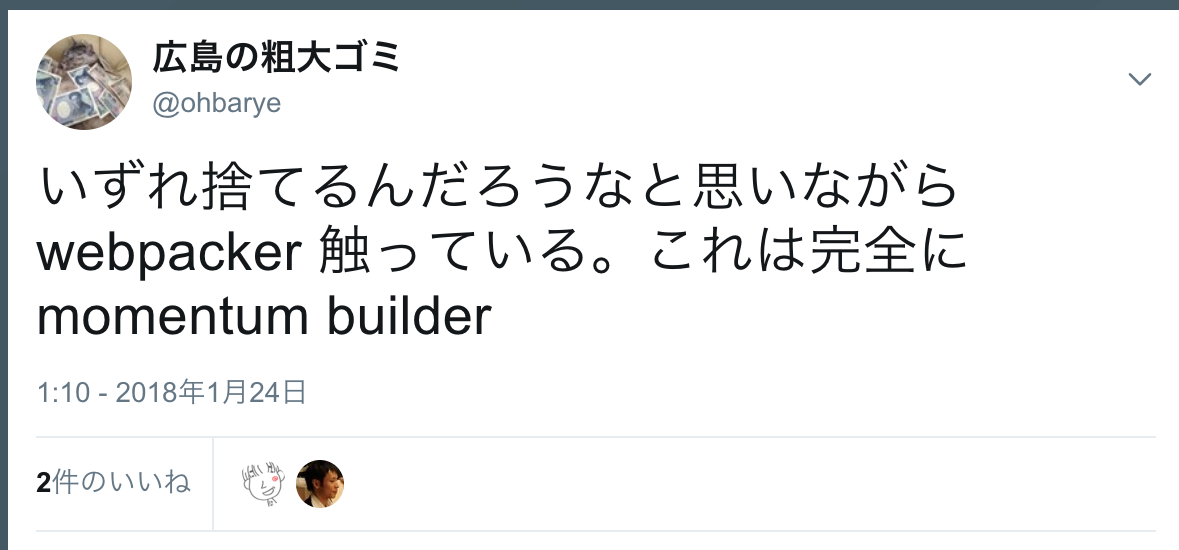 広島の粗大ゴミ
@ohbarye
いずれ捨てるんだろうなと思いながら
webpacker 触っている。これは完全に
momentum builder
1:10 - 2018年1月24日
2件のいいね